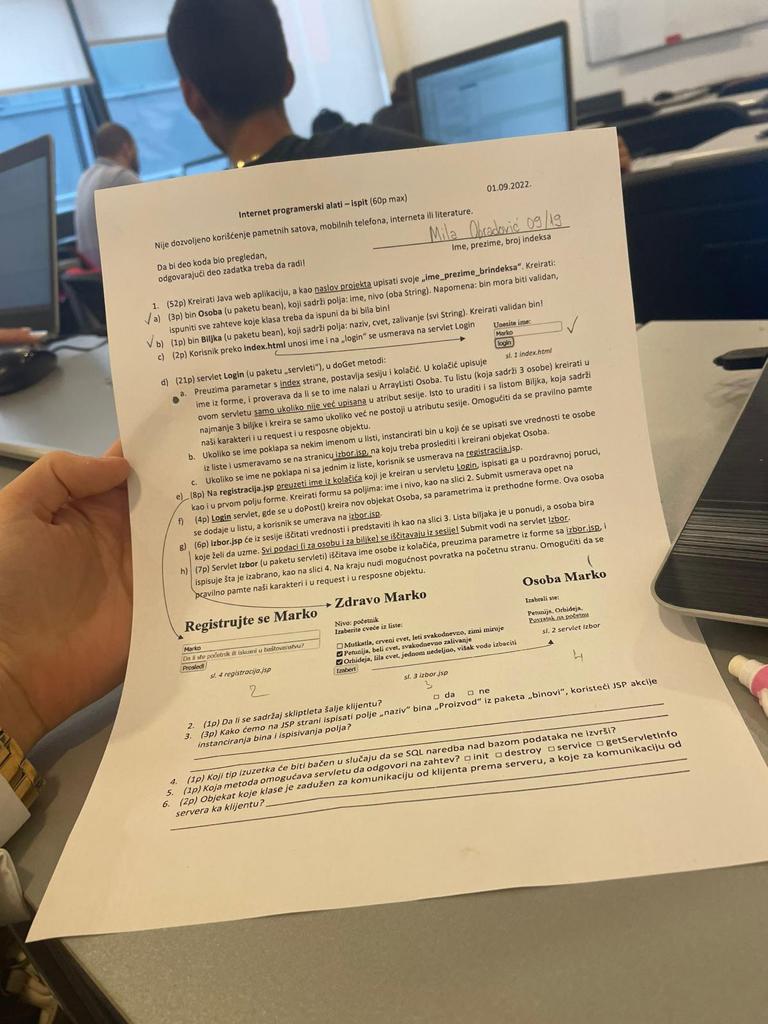 Internet programerski alati – ispit (60p max)
01.09.2022.
Nije dozvoljeno korišćenje pametnih satova, mobilnih telefona, interneta ili literature.
Mila Obradović 09/19
Ime, prezime, broj indeksa
Da bi deo koda bio pregledan,
odgovarajući deo zadatka treba da radi!
1. (52p) Kreirati Java web aplikaciju, a kao naslov projekta upisati svoje „ime_prezime_brindeksa". Kreirati:
a) (3p) bin Osoba (u paketu bean), koji sadrži polja: ime, nivo (oba String). Napomena: bin mora biti validan,
ispuniti sve zahteve koje klasa treba da ispuni da bi bila bin!
b) (1p) bin Biljka (u paketu bean), koji sadrži polja: naziv, cvet, zalivanje (svi String). Kreirati validan bin!
c) (2p) Korisnik preko index.html unosi ime i na „login" se usmerava na servlet Login
Unesite ime:
Marko
login
sl. 1 index.html
d) (21p) servlet Login (u paketu „servleti"), u doGet metodi:
a. Preuzima parametar s index strane, postavlja sesiju i kolačić. U kolačić upisuje
ime iz forme, i proverava da li se to ime nalazi u ArrayListi Osoba. Tu listu (koja sadrži 3 osobe) kreirati u
ovom servletu samo ukoliko nije već upisana u atribut sesije. Isto to uraditi i sa listom Biljka, koja sadrži
najmanje 3 biljke i kreira se samo ukoliko već ne postoji u atributu sesije. Omogućiti da se pravilno pamte
naši karakteri i u request i u resposne objektu.
b. Ukoliko se ime poklapa sa nekim imenom u listi, instancirati bin u koji će se upisati sve vrednosti te osobe
iz liste i usmeravamo se na stranicu izbor.jsp, na koju treba proslediti i kreirani objekat Osoba.
c. Ukoliko se ime ne poklapa ni sa jednim iz liste, korisnik se usmerava na registracija.jsp.
e) (8p) Na registracija.jsp preuzeti ime iz kolačića koji je kreiran u servletu Login, ispisati ga u pozdravnoj poruci,
kao i u prvom polju forme. Kreirati formu sa poljima: ime i nivo, kao na slici 2. Submit usmerava opet na
f) (4p) Login servlet, gde se u doPost() kreira nov objekat Osoba, sa parametrima iz prethodne forme. Ova osoba
se dodaje u listu, a korisnik se umerava na izbor.jsp.
g) (6p) Izbor.jsp će iz sesije iščitati vrednosti i predstaviti ih kao na slici 3. Lista biljaka je u ponudi, a osoba bira
koje želi da uzme. Svi podaci (i za osobu i za biljke) se iščitavaju iz sesije! Submit vodi na servlet Izbor.
h) (7p) Servlet Izbor (u paketu servleti) iščitava ime osobe iz kolačića, preuzima parametre iz forme sa izbor.jsp, i
ispisuje šta je izabrano, kao na slici 4. Na kraju nudi mogućnost povratka na početnu stranu. Omogućiti da se
pravilno pamte naši karakteri i u request i u resposne objektu.
Registrujte se Marko
Marko
Da li ste početnik ili iskusni u baštovanstvu?
Prosledi
sl. 4 registracija.jsp
2
Zdravo Marko
Nivo: početnik
Izaberite cveće iz liste:
Muškatla, crveni cvet, leti svakodnevno, zimi miruje
Petunija, beli cvet, svakodnevno zalivanje
Orhideja, lila cvet, jednom nedeljno, višak vode izbaciti
Izaberi
sl. 3 izbor.jsp
3
Osoba Marko
Izabrali ste:
Petunija, Orhideja,
Povratak na početnu
sl. 2 servlet Izbor
4
2. (1p) Da li se sadržaj skliptleta šalje klijentu? □ da □ ne
3. (3p) Kako ćemo na JSP strani ispisati polje „naziv" bina „Proizvod" iz paketa „binovi", koristeći JSP akcije
instanciranja bina i ispisivanja polja?
4. (1p) Koji tip izuzetka će biti bačen u slučaju da se SQL naredba nad bazom podataka ne izvrši?
5. (1p) Koja metoda omogućava servletu da odgovori na zahtev? □ init □ destroy □ service □ getServletInfo
6. (2p) Objekat koje klase je zadužen za komunikaciju od klijenta prema serveru, a koje za komunikaciju od
servera ka klijentu?